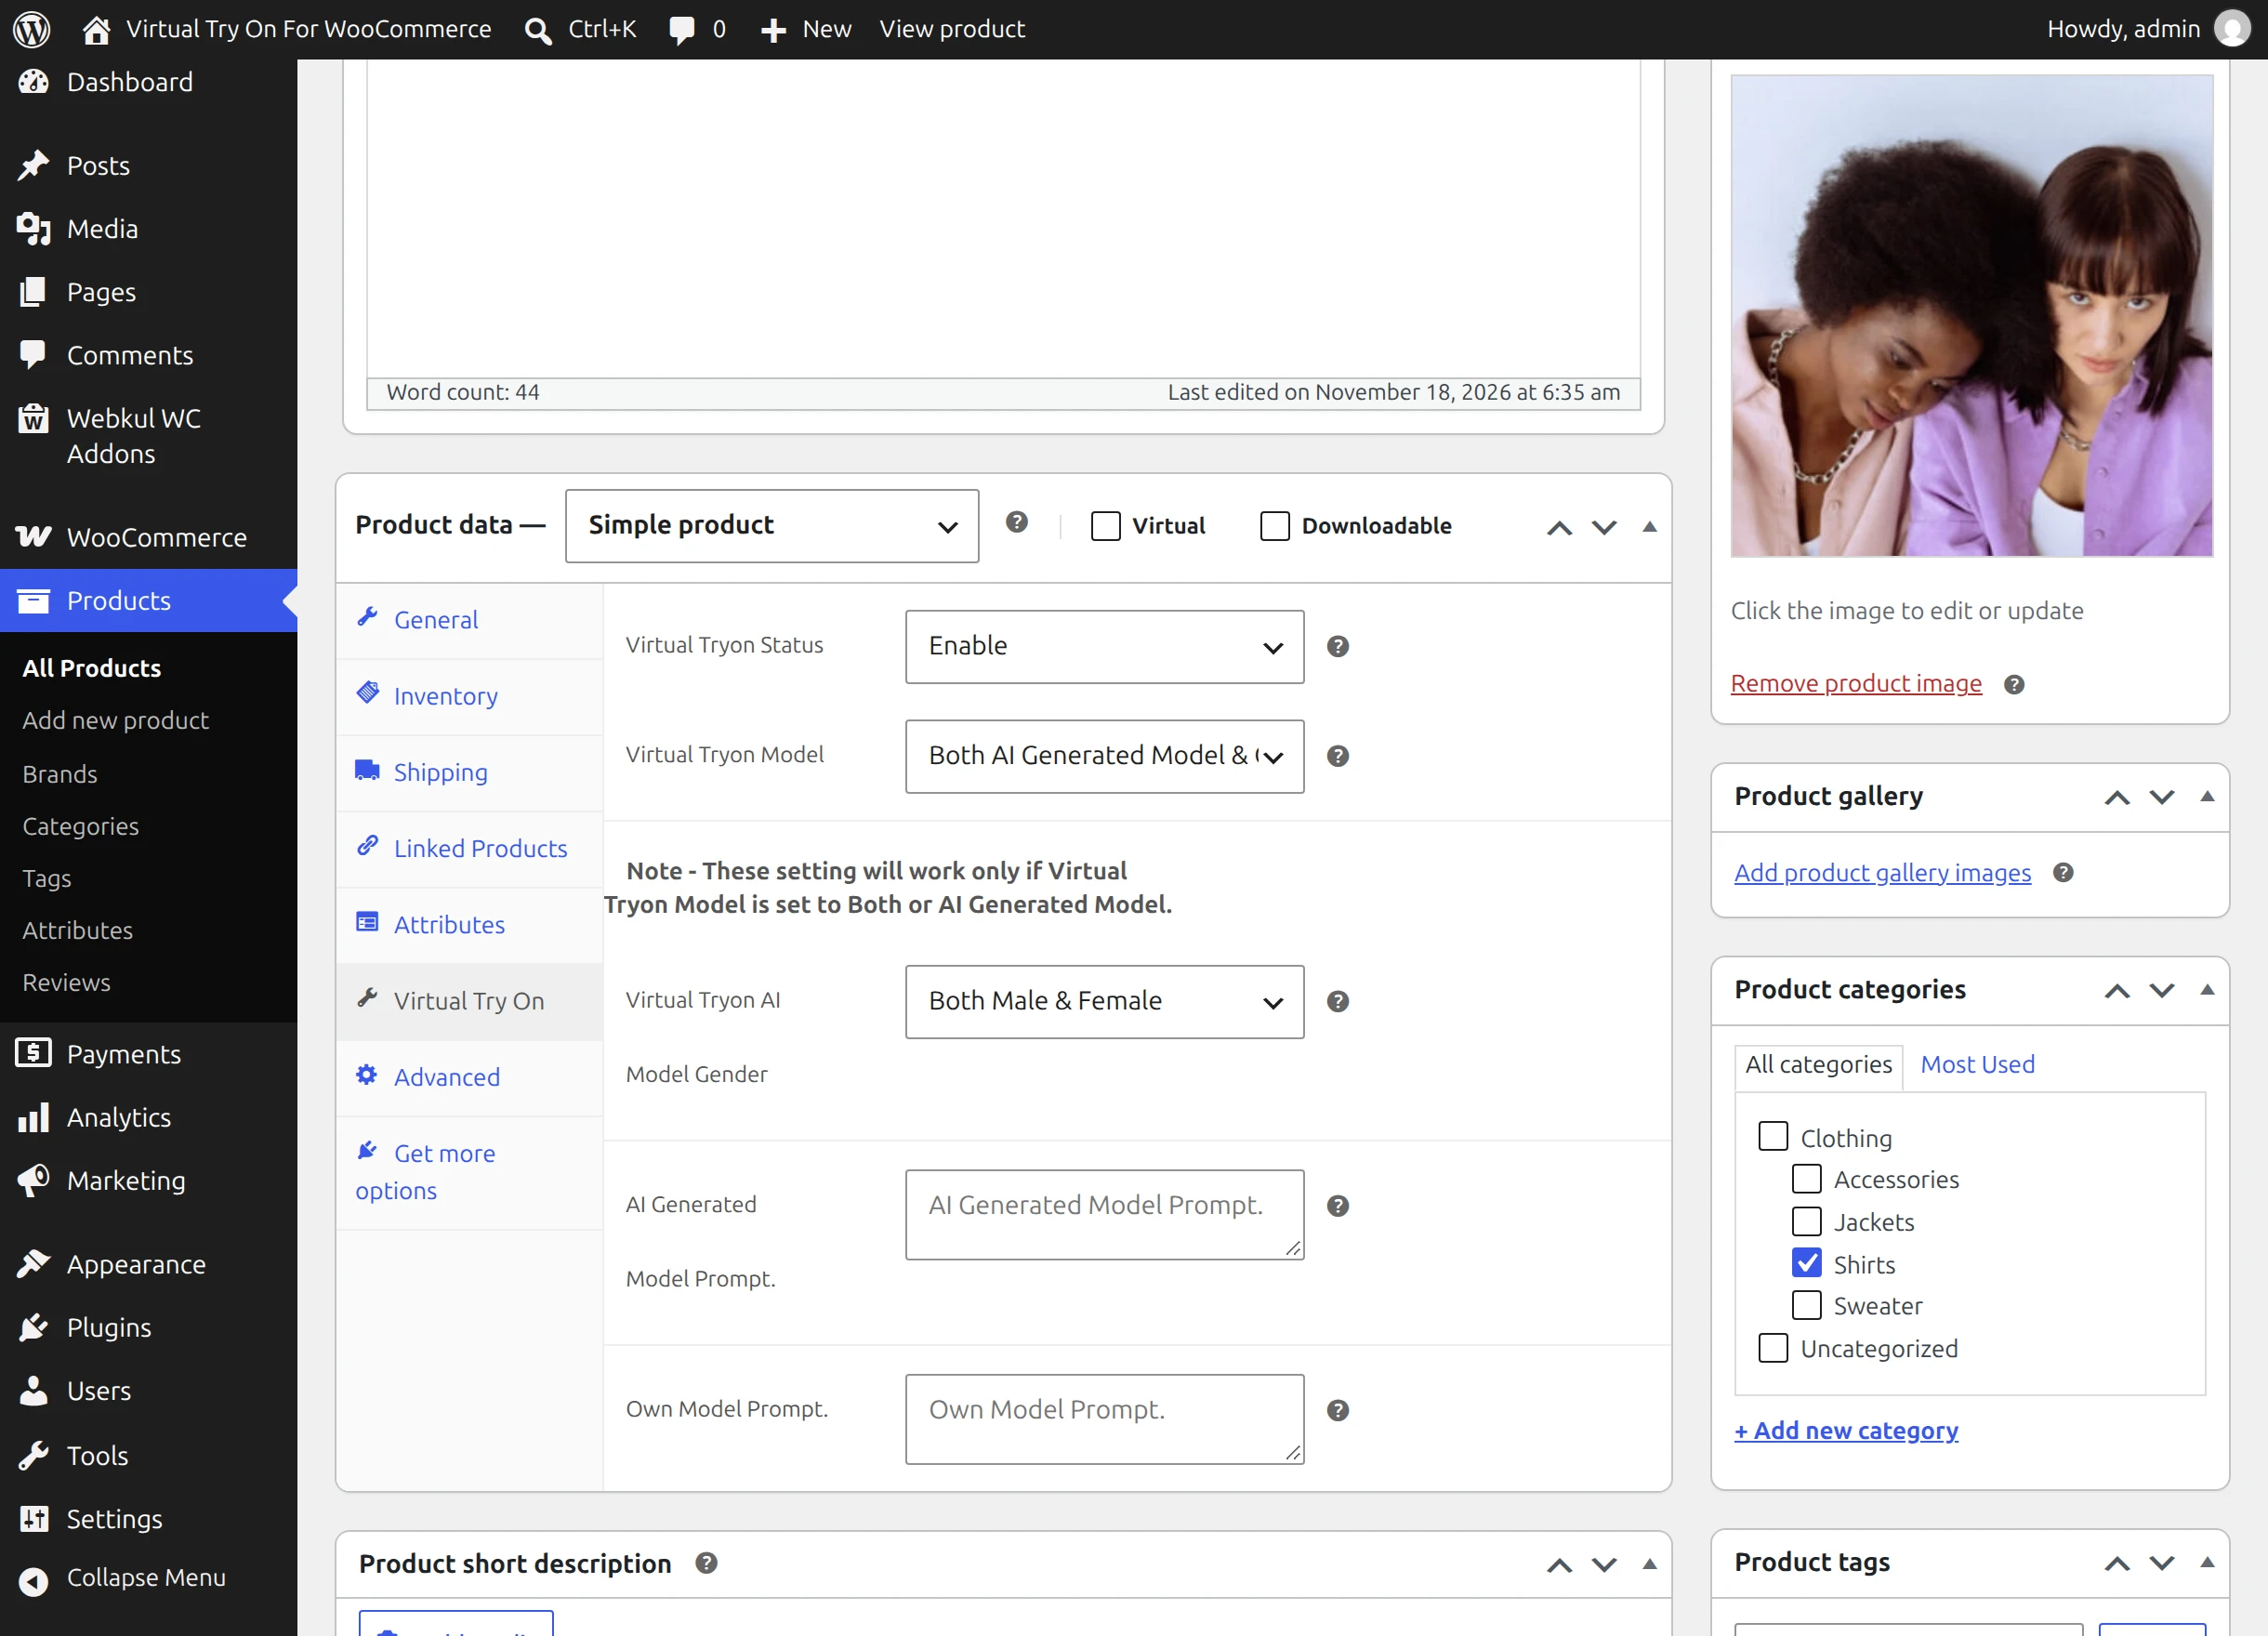 Virtual Try On For WooCommerce Ctrl+K 0 New View product Howdy, admin
Dashboard
Posts
Media
Pages
Comments
Webkul WC
Addons
WooCommerce
Products
All Products
Add new product
Brands
Categories
Tags
Attributes
Reviews
Payments
Analytics
Marketing
Appearance
Plugins
Users
Tools
Settings
Collapse Menu
Word count: 44 Last edited on November 18, 2026 at 6:35 am
Product data — Simple product Virtual Downloadable
General
Inventory
Shipping
Linked Products
Attributes
Virtual Try On
Advanced
Get more
options
Virtual Tryon Status Enable
Virtual Tryon Model Both AI Generated Model &
Note - These setting will work only if Virtual
Tryon Model is set to Both or AI Generated Model.
Virtual Tryon AI Both Male & Female
Model Gender
AI Generated AI Generated Model Prompt.
Model Prompt.
Own Model Prompt. Own Model Prompt.
Product short description
Click the image to edit or update
Remove product image
Product gallery
Add product gallery images
Product categories
All categories Most Used
Clothing
Accessories
Jackets
Shirts
Sweater
Uncategorized
+ Add new category
Product tags